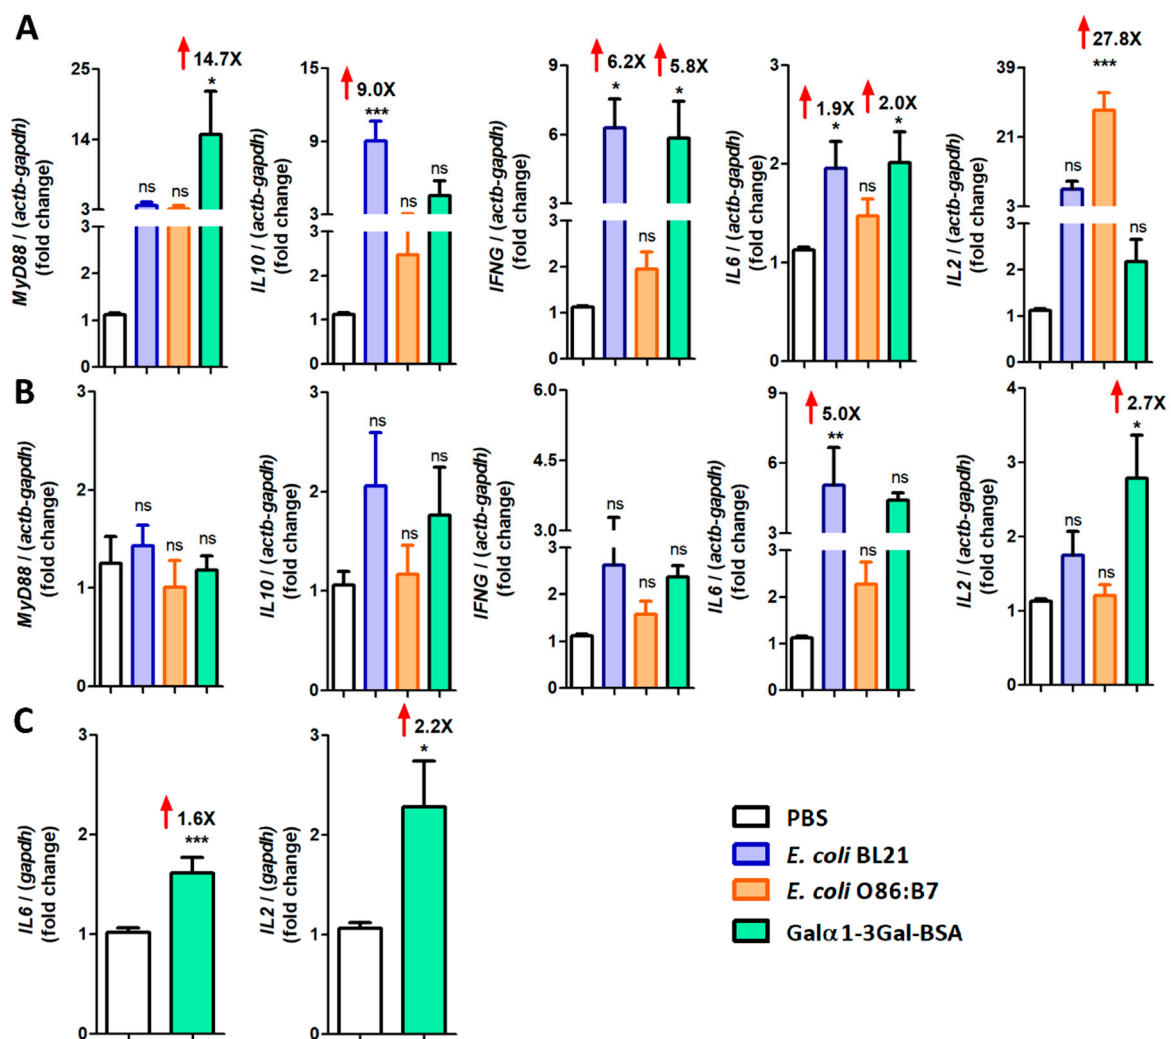 A
MyD88 / (actb-gapdh)
(fold change)
25
14
3
3
2
1
0
ns
ns
14.7X
*
IL10 / (actb-gapdh)
(fold change)
15
9
3
3
2
1
0
9.0X
***
ns
ns
IFNG / (actb-gapdh)
(fold change)
9
6
3
3
2
1
0
6.2X
*
ns
5.8X
*
IL6 / (actb-gapdh)
(fold change)
3
2
1
0
1.9X
*
ns
2.0X
*
IL2 / (actb-gapdh)
(fold change)
39
21
3
3
2
1
0
ns
27.8X
***
ns
B
MyD88 / (actb-gapdh)
(fold change)
3
2
1
0
ns
ns
ns
IL10 / (actb-gapdh)
(fold change)
3
2
1
0
ns
ns
ns
IFNG / (actb-gapdh)
(fold change)
6.0
4.5
3.0
3
2
1
0
ns
ns
ns
IL6 / (actb-gapdh)
(fold change)
9
6
3
3
2
1
0
5.0X
**
ns
ns
IL2 / (actb-gapdh)
(fold change)
4
3
2
1
0
ns
ns
2.7X
*
C
IL6 / (gapdh)
(fold change)
3
2
1
0
1.6X
***
IL2 / (gapdh)
(fold change)
3
2
1
0
2.2X
*
PBS
E. coli BL21
E. coli O86:B7
Galα1-3Gal-BSA